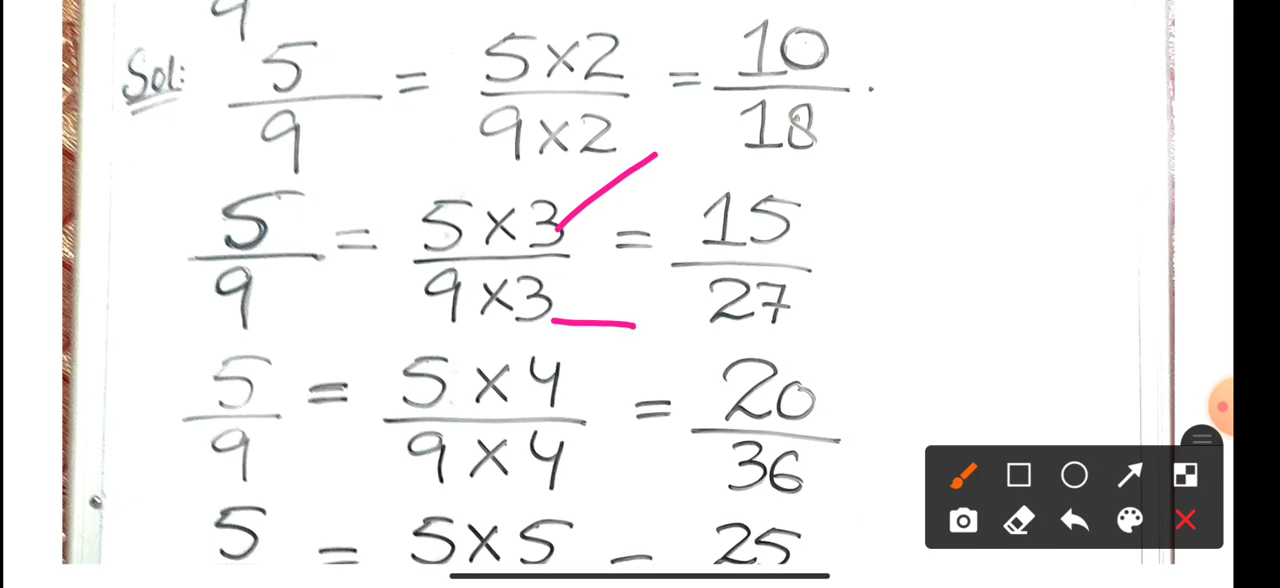 9
Sol: 5/9 = 5×2/9×2 = 10/18 .
5/9 = 5×3/9×3 = 15/27
5/9 = 5×4/9×4 = 20/36
5 = 5×5 = 25